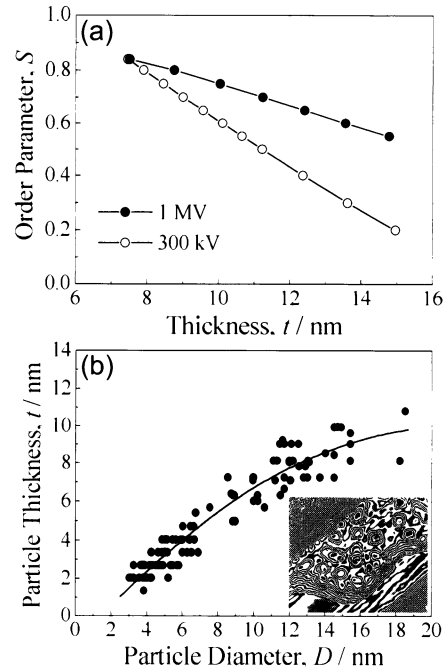 (a)
Order Parameter, S
1.0
0.8
0.6
0.4
0.2
0.0
1 MV
300 kV
6 8 10 12 14 16
Thickness, t / nm
(b)
Particle Thickness, t / nm
14
12
10
8
6
4
2
0
0 2 4 6 8 10 12 14 16 18 20
Particle Diameter, D / nm